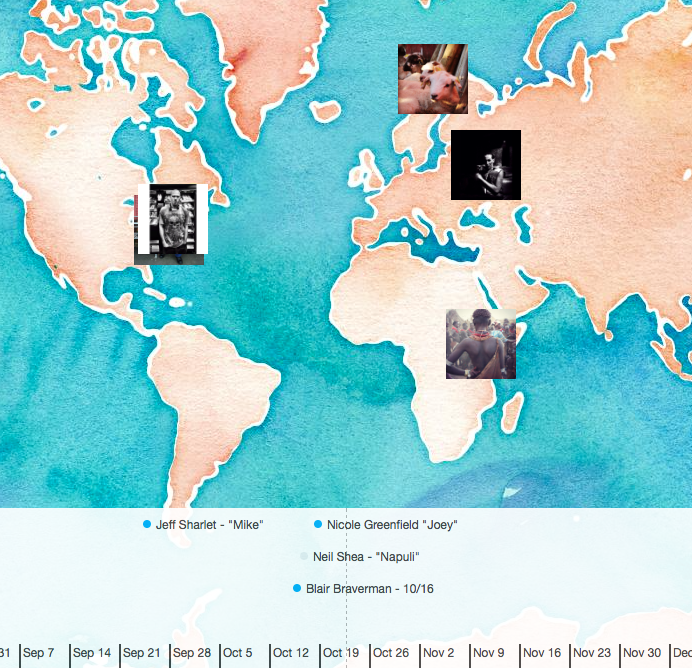 Jeff Sharlet - "Mike"
Nicole Greenfield "Joey"
Neil Shea - "Napuli"
Blair Braverman - 10/16
31 Sep 7 Sep 14 Sep 21 Sep 28 Oct 5 Oct 12 Oct 19 Oct 26 Nov 2 Nov 9 Nov 16 Nov 23 Nov 30 Dec